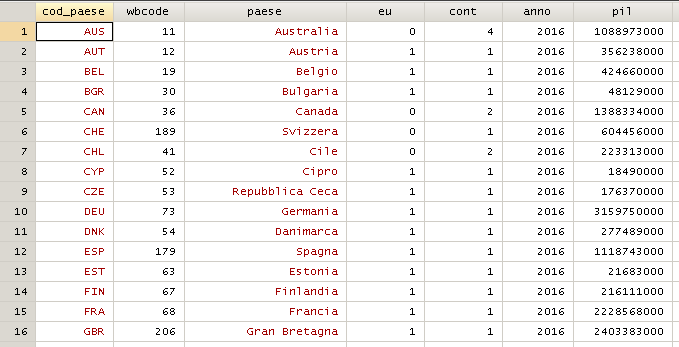 cod_paese wbcode paese eu cont anno pil
1 AUS 11 Australia 0 4 2016 1088973000
2 AUT 12 Austria 1 1 2016 356238000
3 BEL 19 Belgio 1 1 2016 424660000
4 BGR 30 Bulgaria 1 1 2016 48129000
5 CAN 36 Canada 0 2 2016 1388334000
6 CHE 189 Svizzera 0 1 2016 604456000
7 CHL 41 Cile 0 2 2016 223313000
8 CYP 52 Cipro 1 1 2016 18490000
9 CZE 53 Repubblica Ceca 1 1 2016 176370000
10 DEU 73 Germania 1 1 2016 3159750000
11 DNK 54 Danimarca 1 1 2016 277489000
12 ESP 179 Spagna 1 1 2016 1118743000
13 EST 63 Estonia 1 1 2016 21683000
14 FIN 67 Finlandia 1 1 2016 216111000
15 FRA 68 Francia 1 1 2016 2228568000
16 GBR 206 Gran Bretagna 1 1 2016 2403383000